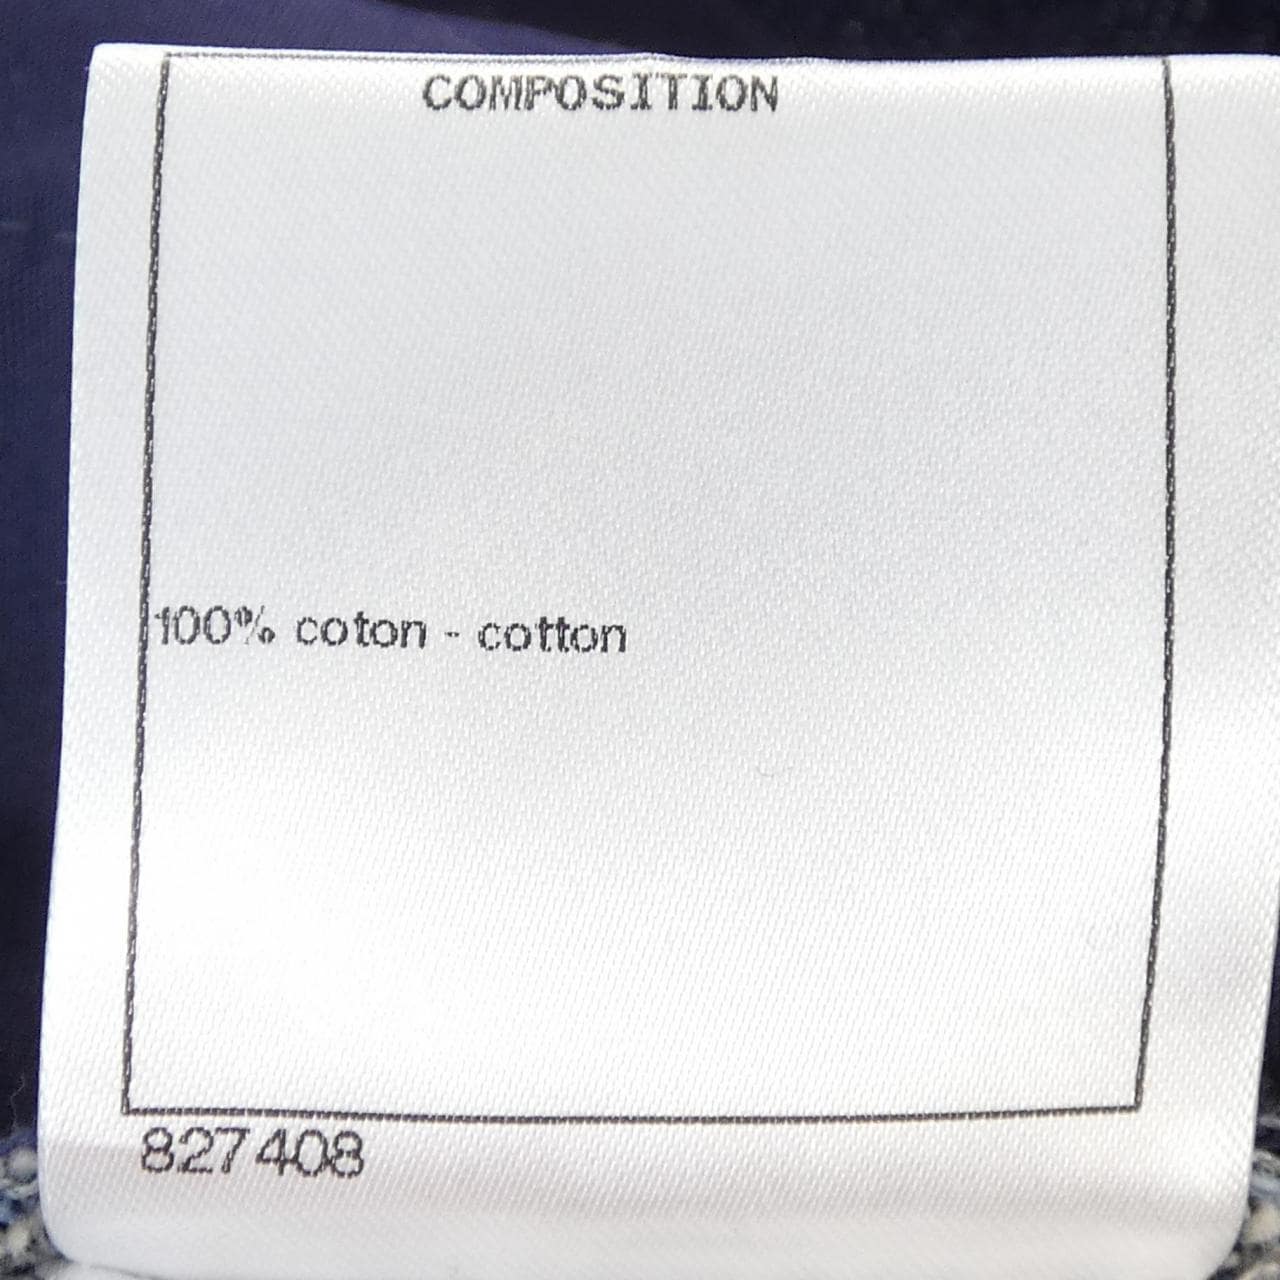 COMPOSITION
100% coton - cotton
827408